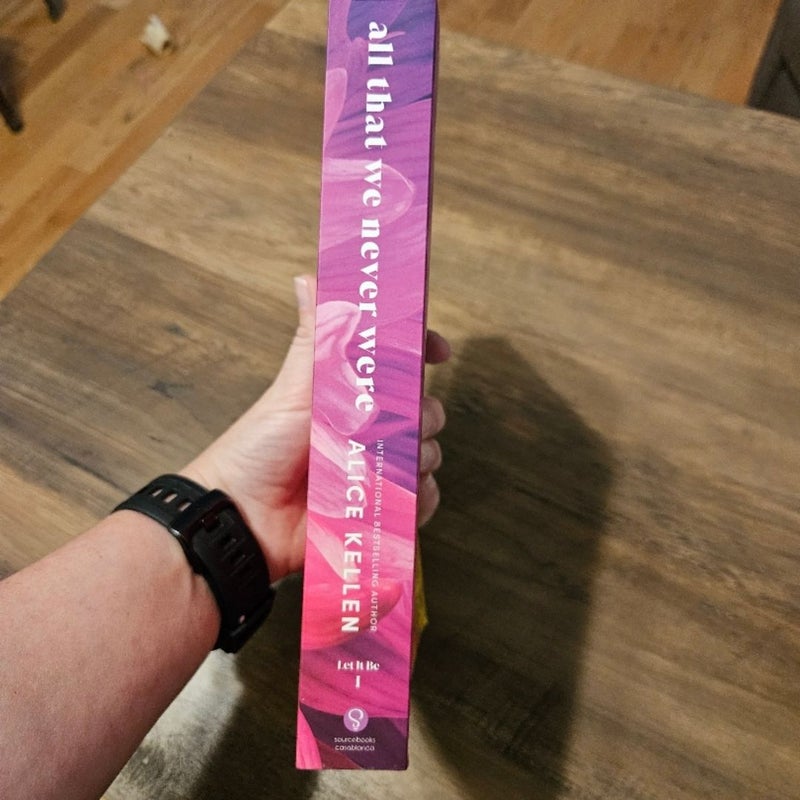 all that we never were
INTERNATIONAL BESTSELLING AUTHOR
ALICE KELLEN
Let It Be
1
sourcebooks
casablanca